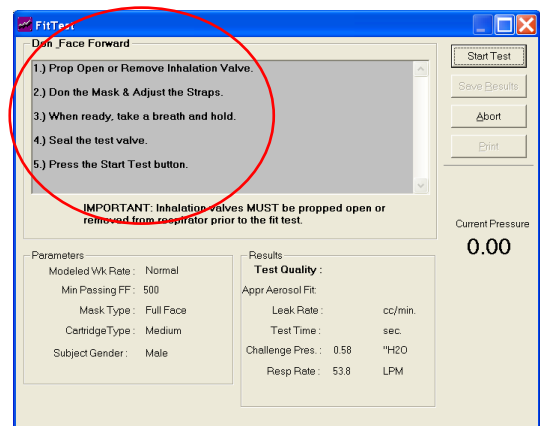 FitTest
Don _Face Forward
1.) Prop Open or Remove Inhalation Valve.
2.) Don the Mask & Adjust the Straps.
3.) When ready, take a breath and hold.
4.) Seal the test valve.
5.) Press the Start Test button.
IMPORTANT: Inhalation valves MUST be propped open or
removed from respirator prior to the fit test.
Start Test
Save Results
Abort
Print
Current Pressure
0.00
Parameters
Modeled Wk Rate : Normal
Min Passing FF : 500
Mask Type : Full Face
CartridgeType : Medium
Subject Gender : Male
Results
Test Quality :
Appr Aerosol Fit:
Leak Rate : cc/min.
Test Time : sec.
Challenge Pres. : 0.58 "H2O
Resp Rate : 53.8 LPM